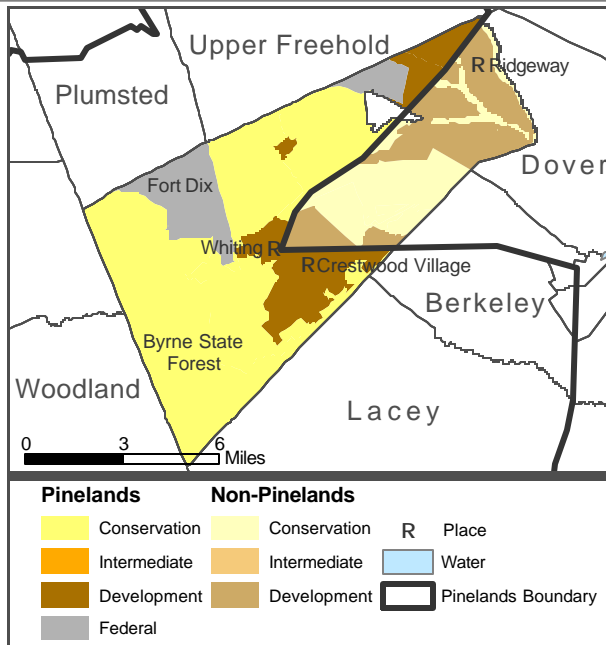 Upper Freehold
R Ridgeway
Plumsted
Dover
Fort Dix
Whiting R
R Crestwood Village
Berkeley
Byrne State
Forest
Woodland
Lacey
0 3 6
Miles
Pinelands Non-Pinelands
Conservation Conservation R Place
Intermediate Intermediate Water
Development Development Pinelands Boundary
Federal